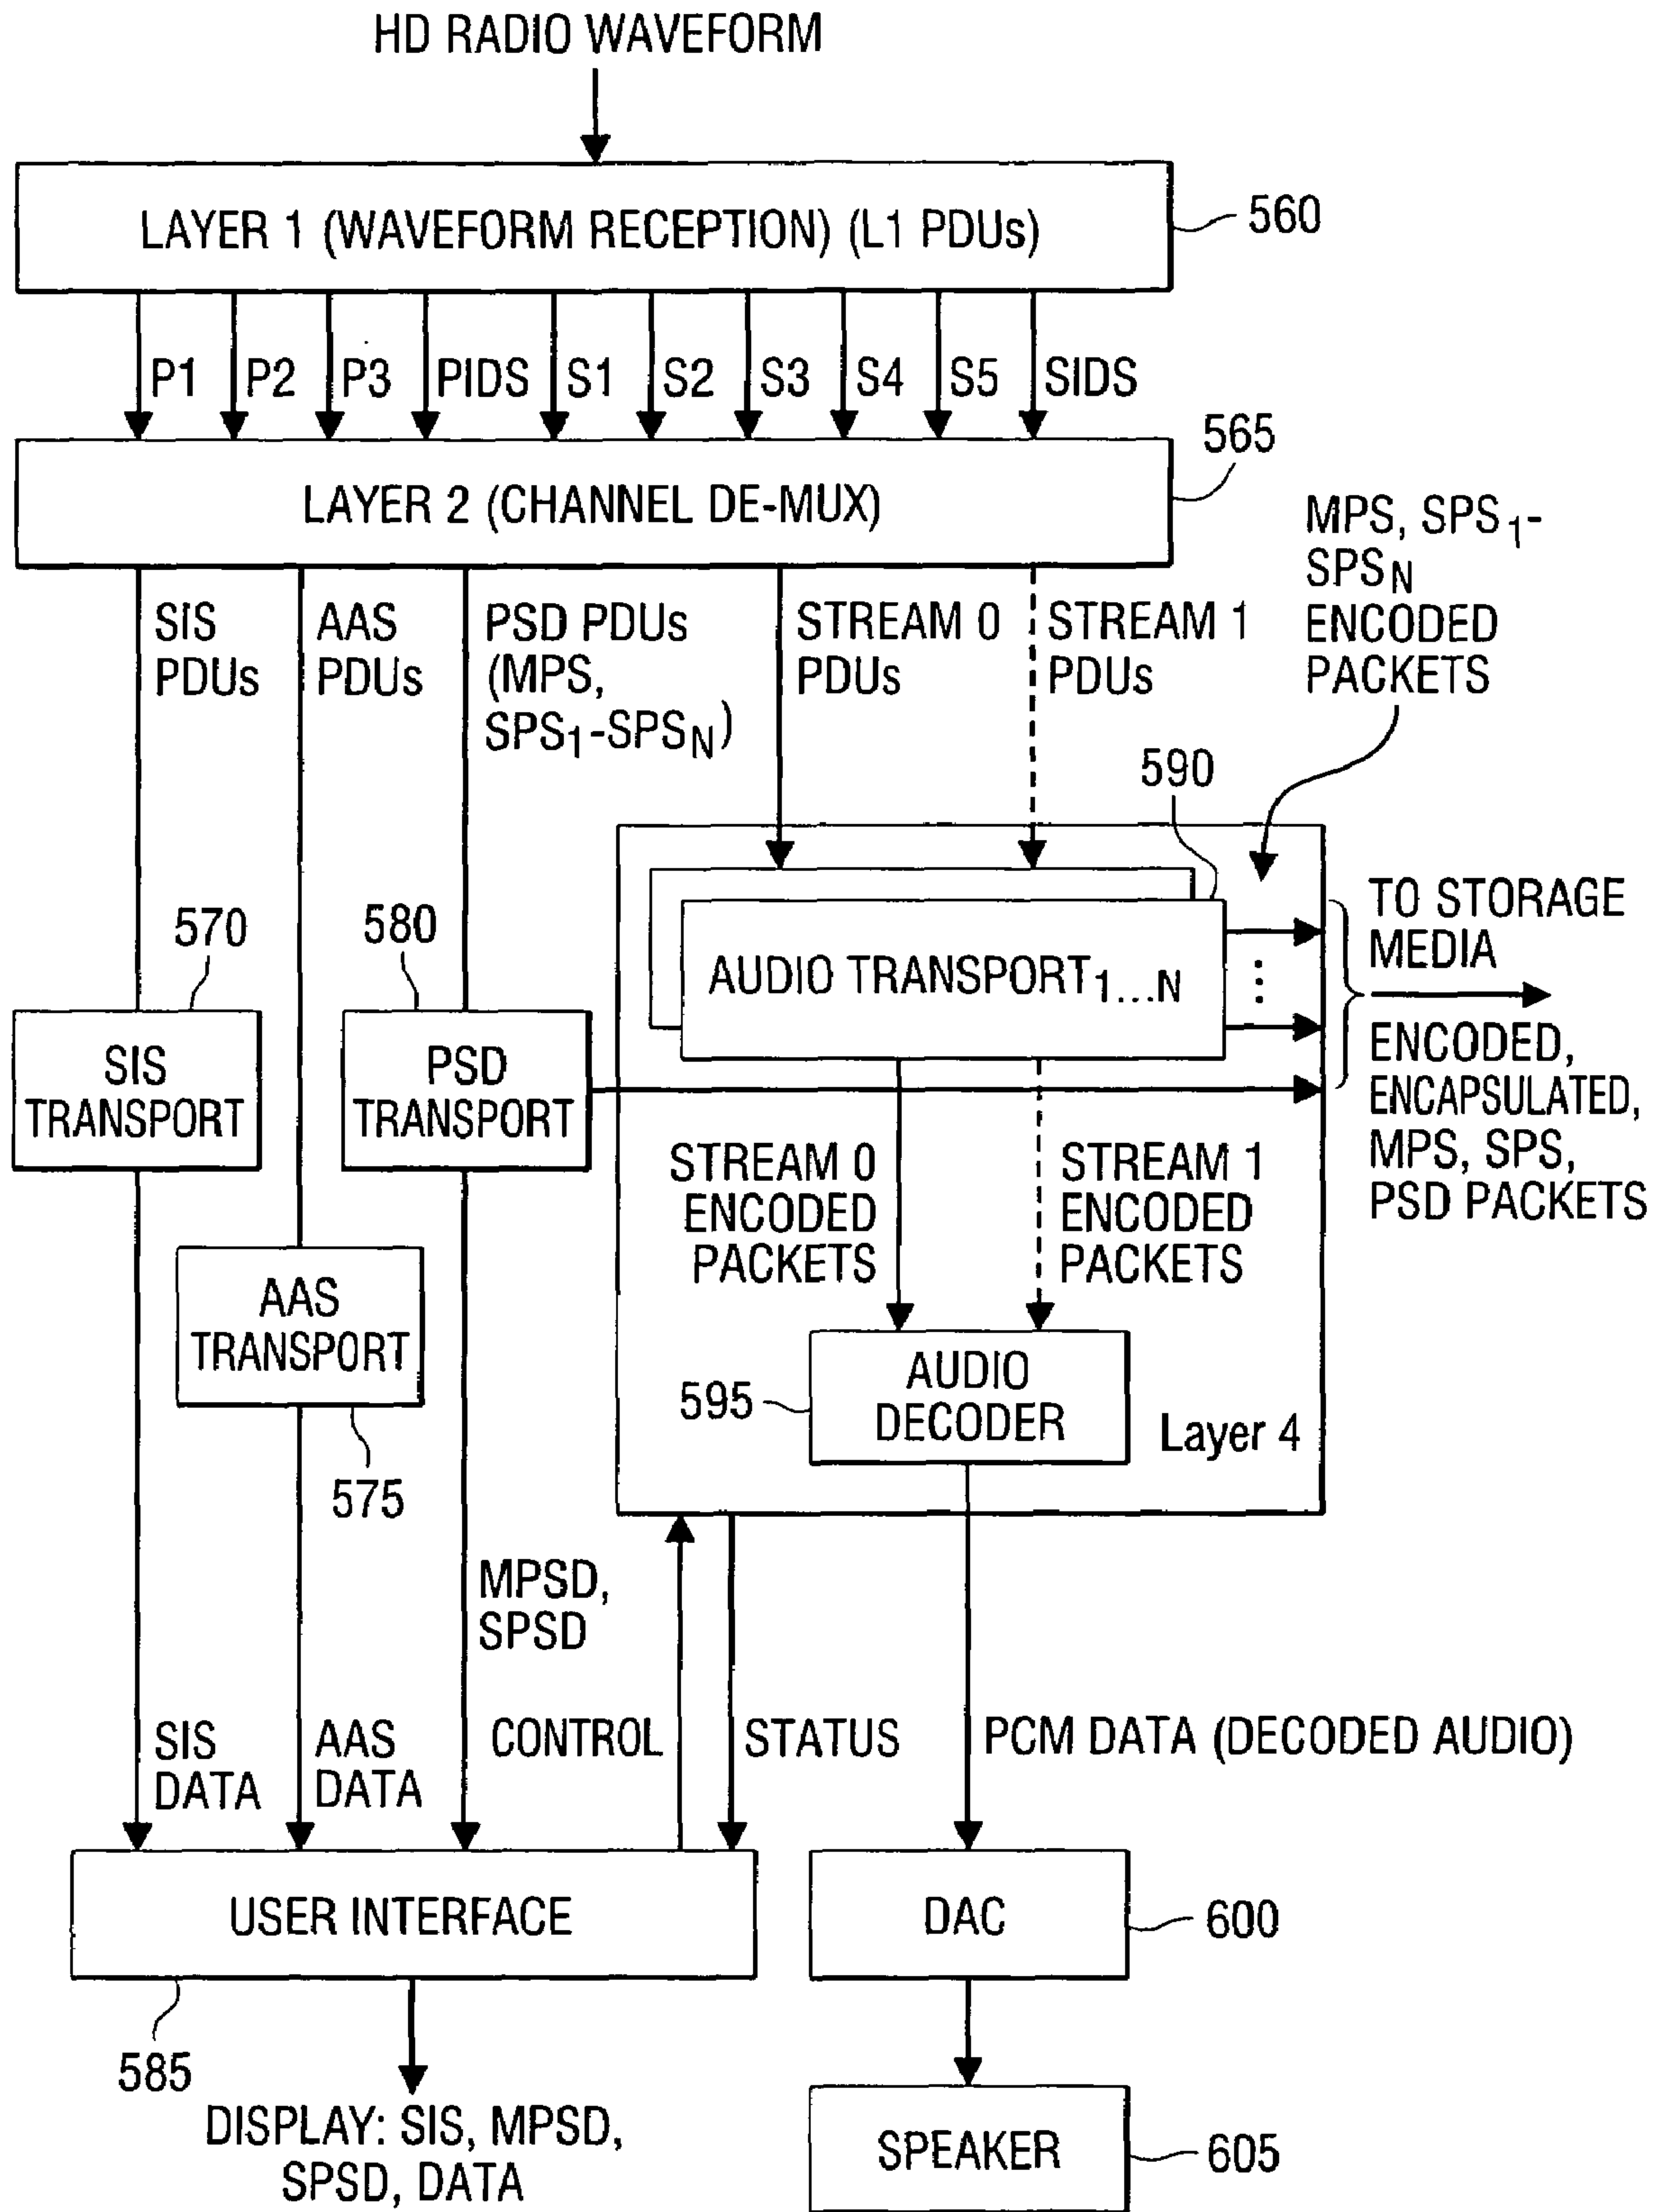 HD RADIO WAVEFORM
LAYER 1 (WAVEFORM RECEPTION) (L1 PDUs)
560
P1
P2
P3
PIDS
S1
S2
S3
S4
S5
SIDS
565
LAYER 2 (CHANNEL DE-MUX)
MPS, SPS1-
SPSN
ENCODED
PACKETS
SIS
PDUs
AAS
PDUs
PSD PDUs
(MPS,
SPS1-SPSN)
STREAM 0
PDUs
STREAM 1
PDUs
590
AUDIO TRANSPORT1...N
⋮
TO STORAGE
MEDIA
ENCODED,
ENCAPSULATED,
MPS, SPS,
PSD PACKETS
570
SIS
TRANSPORT
580
PSD
TRANSPORT
STREAM 0
ENCODED
PACKETS
STREAM 1
ENCODED
PACKETS
AAS
TRANSPORT
575
595
AUDIO
DECODER
Layer 4
MPSD,
SPSD
SIS
DATA
AAS
DATA
CONTROL
STATUS
PCM DATA (DECODED AUDIO)
USER INTERFACE
585
DAC
600
DISPLAY: SIS, MPSD,
SPSD, DATA
SPEAKER
605